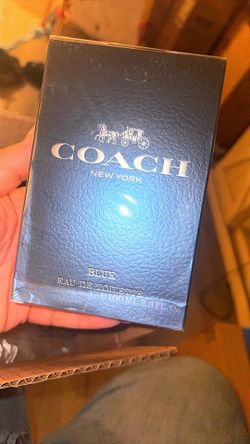 COACH
NEW YORK
BLUE
EAU DE TOILETTE